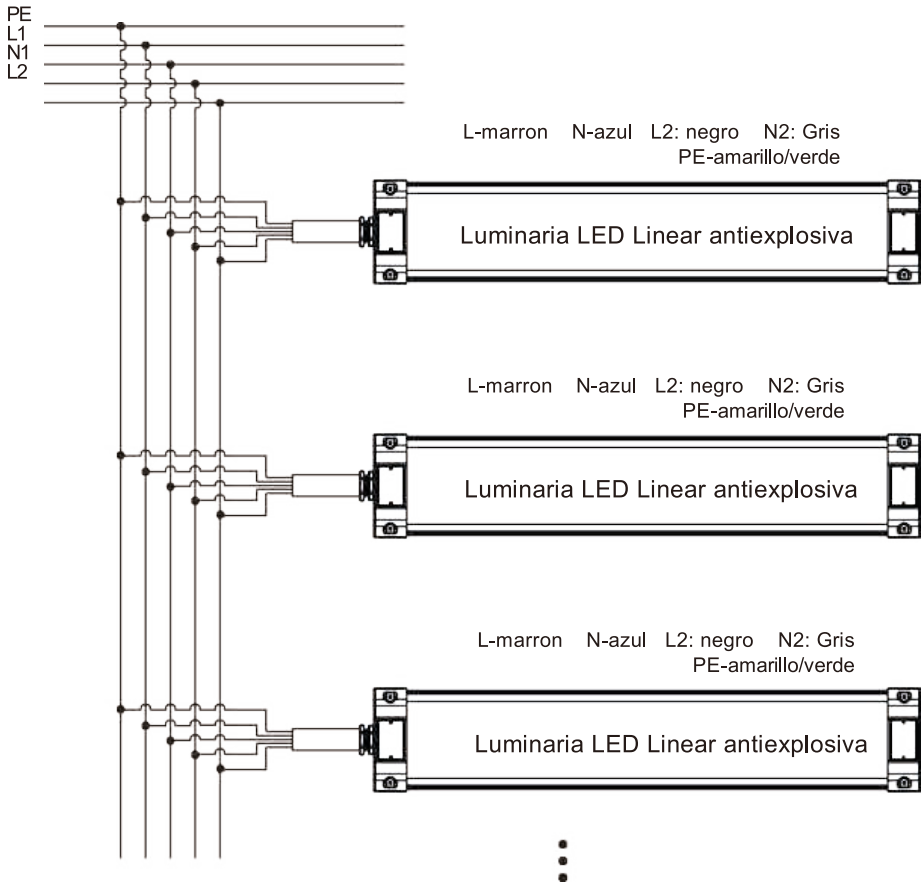 PE
L1
N1
L2
L-marron N-azul L2: negro N2: Gris
PE-amarillo/verde
Luminaria LED Linear antiexplosiva
L-marron N-azul L2: negro N2: Gris
PE-amarillo/verde
Luminaria LED Linear antiexplosiva
L-marron N-azul L2: negro N2: Gris
PE-amarillo/verde
Luminaria LED Linear antiexplosiva